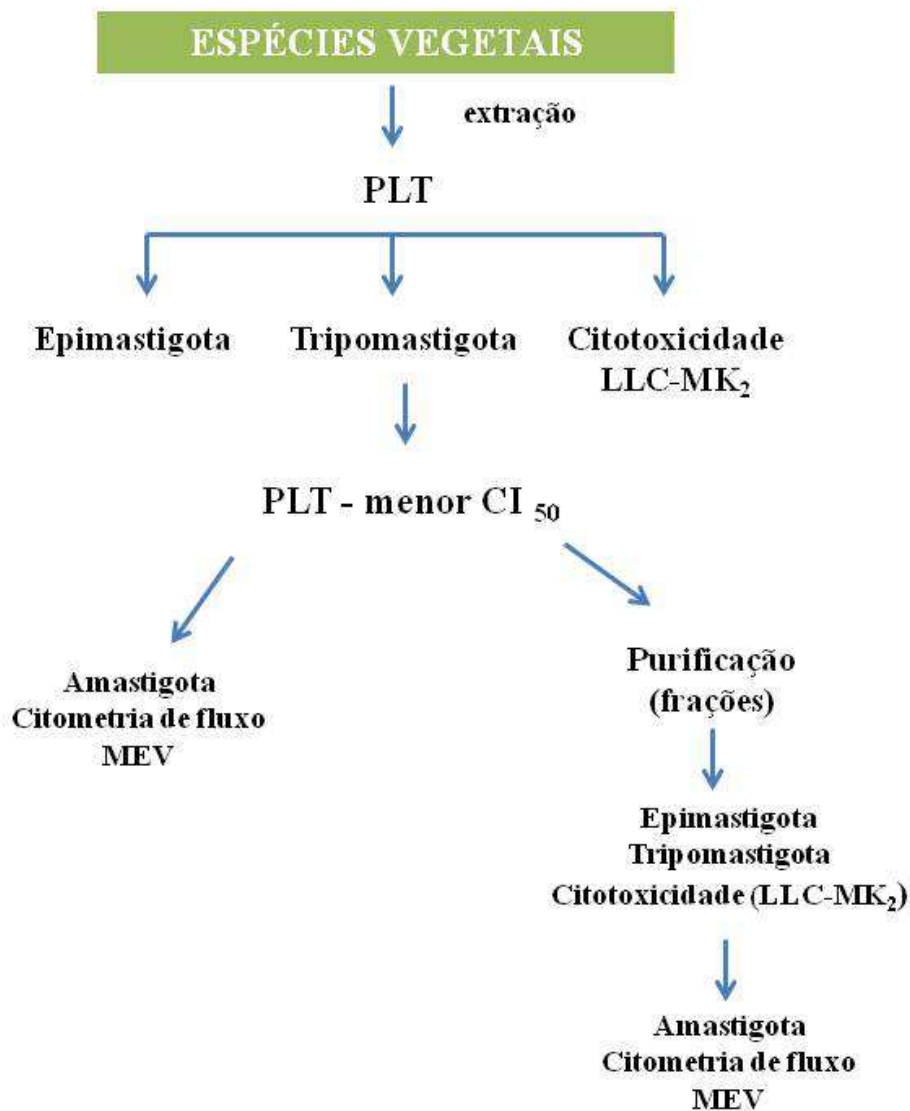 ESPÉCIES VEGETAIS
extração
PLT
Epimastigota
Tripomastigota
Citotoxicidade
LLC-MK₂
PLT - menor CI ₅₀
Amastigota
Citometria de fluxo
MEV
Purificação
(frações)
Epimastigota
Tripomastigota
Citotoxicidade (LLC-MK₂)
Amastigota
Citometria de fluxo
MEV